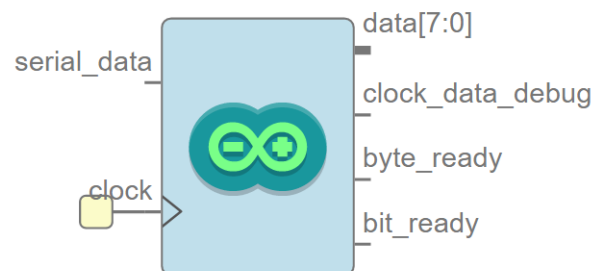 data[7:0]
serial_data
clock_data_debug
byte_ready
clock
bit_ready